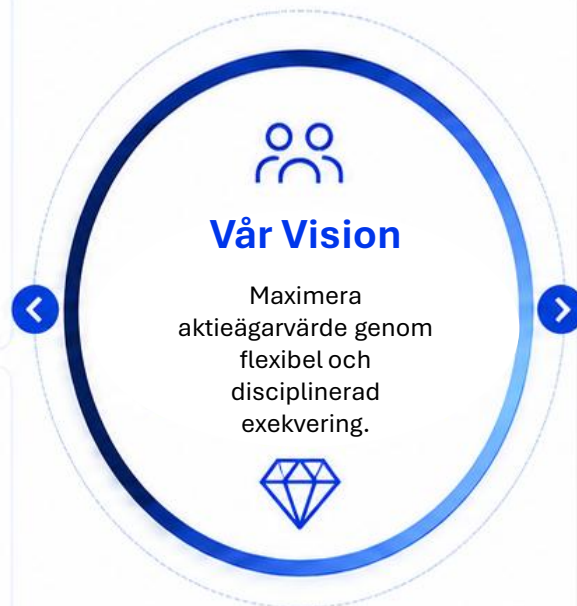 Vår Vision
Maximera
aktieägarvärde genom
flexibel och
disciplinerad
exekvering.